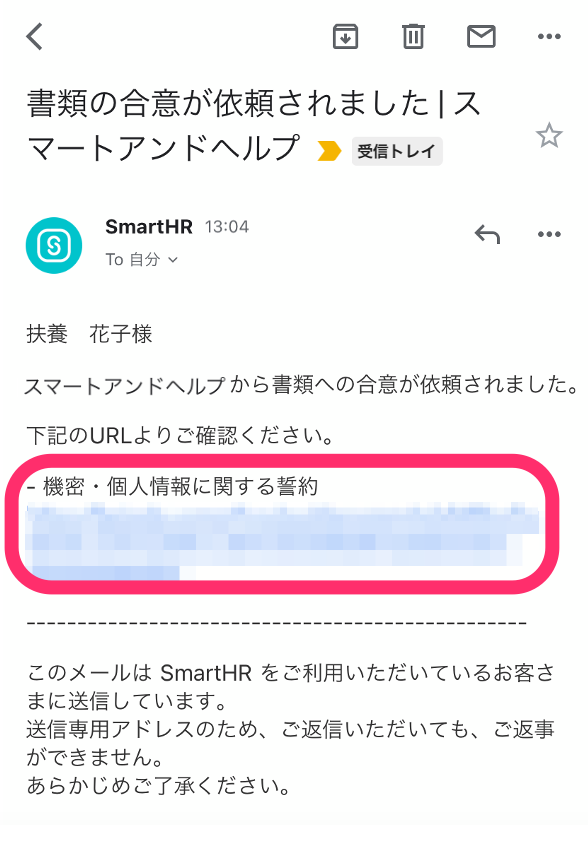 書類の合意が依頼されました | ス
マートアンドヘルプ 受信トレイ
SmartHR 13:04
To 自分
扶養　花子様
スマートアンドヘルプから書類への合意が依頼されました。
下記のURLよりご確認ください。
- 機密・個人情報に関する誓約
--------------------------------------------------
このメールは SmartHR をご利用いただいているお客さ
まに送信しています。
送信専用アドレスのため、ご返信いただいても、ご返事
ができません。
あらかじめご了承ください。